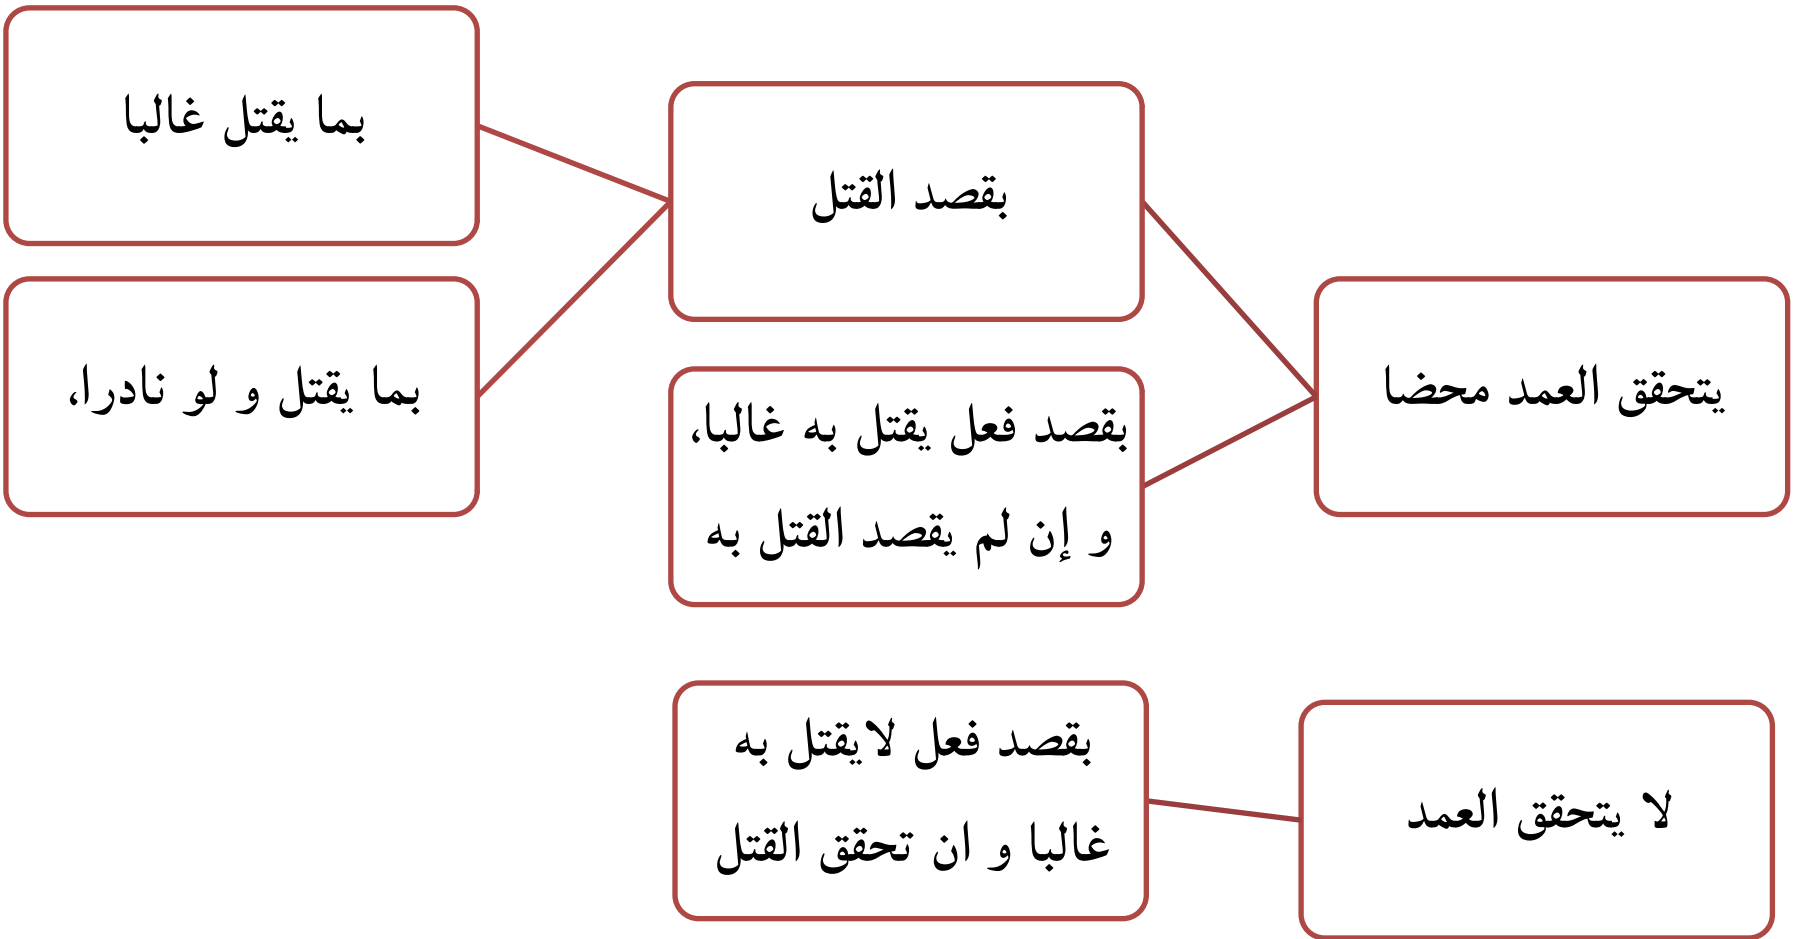 يتحقق العمد محضا
بقصد القتل
بما يقتل غالبا
بما يقتل و لو نادرا،
بقصد فعل يقتل به غالبا،
و إن لم يقصد القتل به
لا يتحقق العمد
بقصد فعل لايقتل به
غالبا و ان تحقق القتل